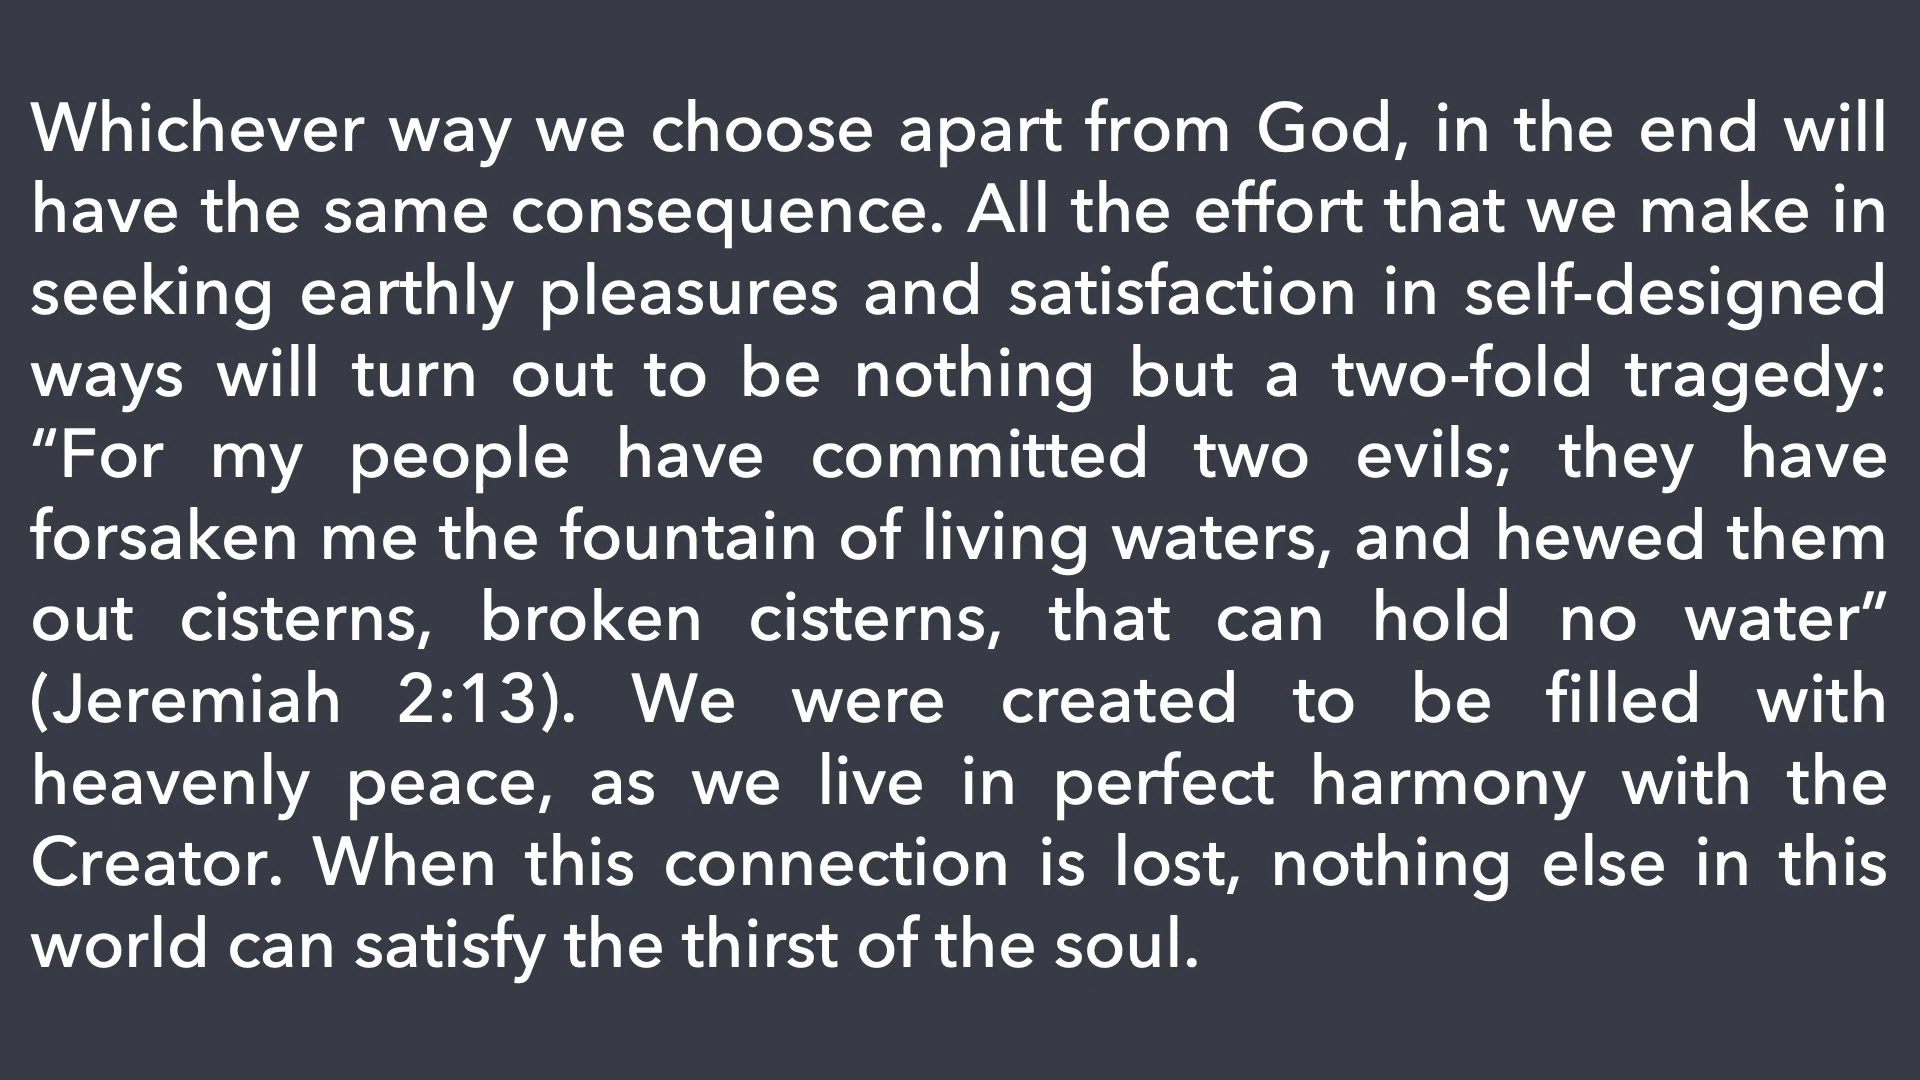 Whichever way we choose apart from God, in the end will
have the same consequence. All the effort that we make in
seeking earthly pleasures and satisfaction in self-designed
ways will turn out to be nothing but a two-fold tragedy:
“For my people have committed two evils; they have
forsaken me the fountain of living waters, and hewed them
out cisterns, broken cisterns, that can hold no water”
(Jeremiah 2:13). We were created to be filled with
heavenly peace, as we live in perfect harmony with the
Creator. When this connection is lost, nothing else in this
world can satisfy the thirst of the soul.